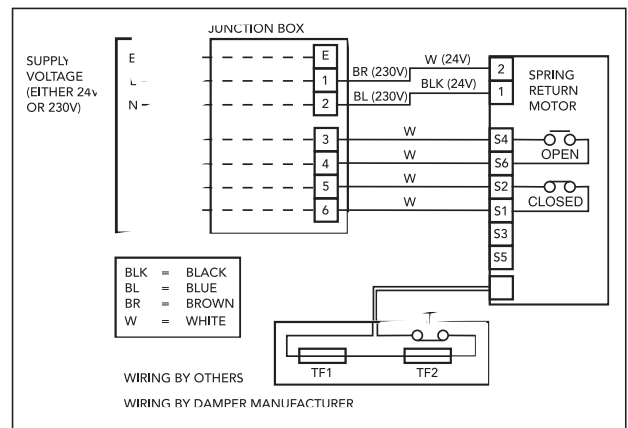 JUNCTION BOX
SUPPLY
VOLTAGE
(EITHER 24V
OR 230V)
E
L
N
E
1
2
3
4
5
6
BR (230V)
BL (230V)
W (24V)
BLK (24V)
W
W
W
W
2
1
S4
S6
S2
S1
S3
S5
SPRING
RETURN
MOTOR
OPEN
CLOSED
BLK = BLACK
BL = BLUE
BR = BROWN
W = WHITE
T
TF1
TF2
WIRING BY OTHERS
WIRING BY DAMPER MANUFACTURER